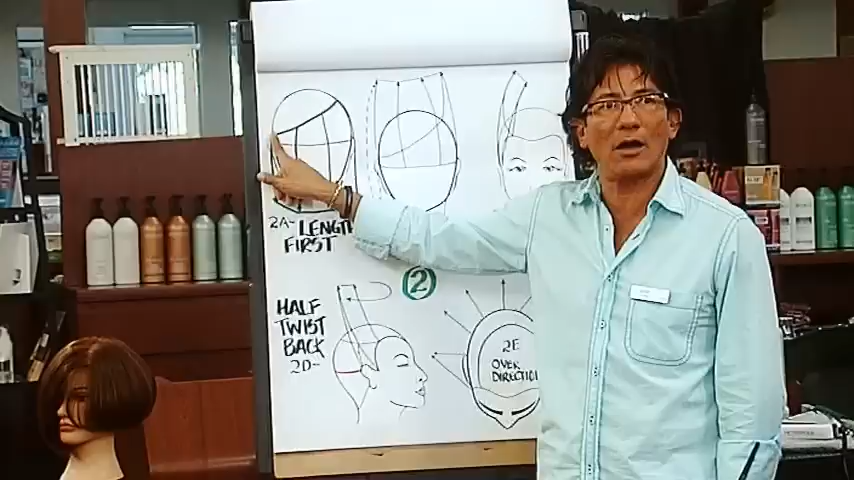 2A- LENGTH
FIRST
②
HALF
TWIST
BACK
2D-
2E
OVER
DIRECTION